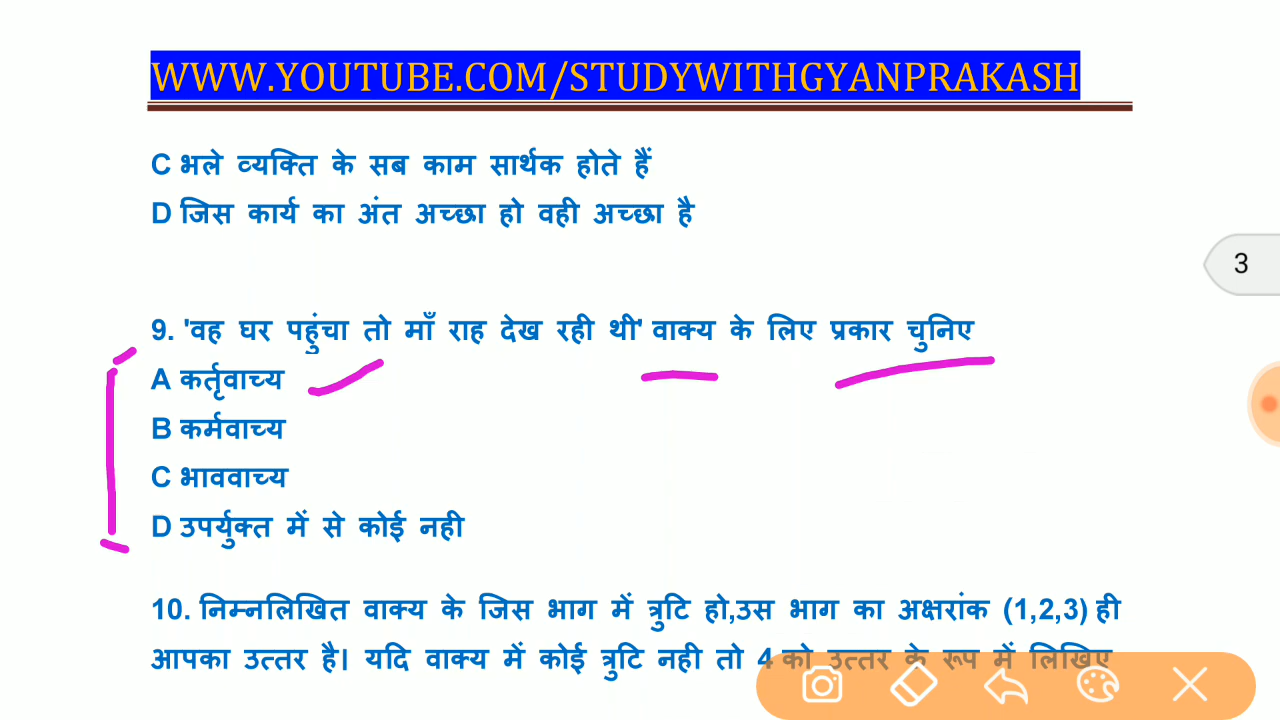 WWW.YOUTUBE.COM/STUDYWITHGYANPRAKASH
C भले व्यक्ति के सब काम सार्थक होते हैं
D जिस कार्य का अंत अच्छा हो वही अच्छा है
3
9. 'वह घर पहुंचा तो माँ राह देख रही थी' वाक्य के लिए प्रकार चुनिए
A कर्तृवाच्य
B कर्मवाच्य
C भाववाच्य
D उपर्युक्त में से कोई नही
10. निम्नलिखित वाक्य के जिस भाग में त्रुटि हो,उस भाग का अक्षरांक (1,2,3) ही
आपका उत्तर है। यदि वाक्य में कोई त्रुटि नही तो 4 को उत्तर के रूप में लिखिए